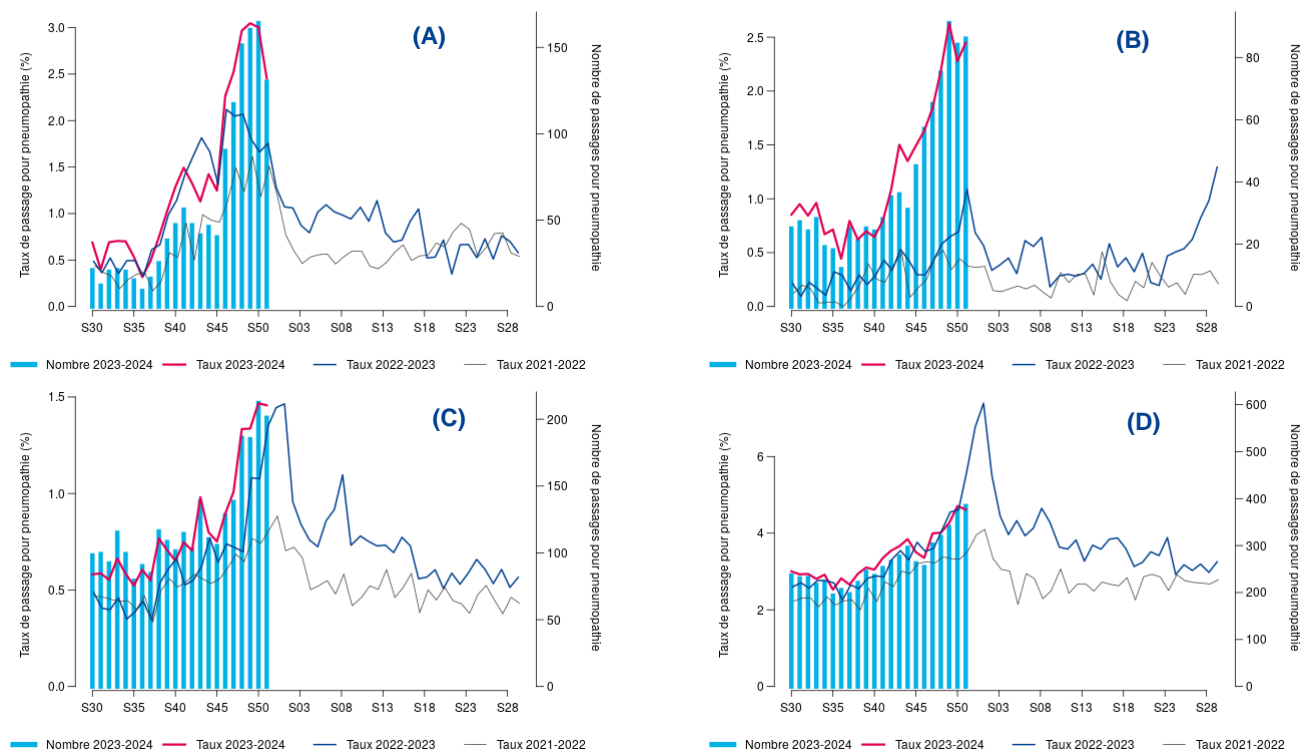 (A)
Taux de passage pour pneumopathie (%)
3.0
2.5
2.0
1.5
1.0
0.5
0.0
150
100
50
0
Nombre de passages pour pneumopathie
S30 S35 S40 S45 S50 S03 S08 S13 S18 S23 S28
Nombre 2023-2024 Taux 2023-2024 Taux 2022-2023 Taux 2021-2022
(B)
Taux de passage pour pneumopathie (%)
2.5
2.0
1.5
1.0
0.5
0.0
80
60
40
20
0
Nombre de passages pour pneumopathie
S30 S35 S40 S45 S50 S03 S08 S13 S18 S23 S28
Nombre 2023-2024 Taux 2023-2024 Taux 2022-2023 Taux 2021-2022
(C)
Taux de passage pour pneumopathie (%)
1.5
1.0
0.5
0.0
200
150
100
50
0
Nombre de passages pour pneumopathie
S30 S35 S40 S45 S50 S03 S08 S13 S18 S23 S28
Nombre 2023-2024 Taux 2023-2024 Taux 2022-2023 Taux 2021-2022
(D)
Taux de passage pour pneumopathie (%)
6
4
2
0
600
500
400
300
200
100
0
Nombre de passages pour pneumopathie
S30 S35 S40 S45 S50 S03 S08 S13 S18 S23 S28
Nombre 2023-2024 Taux 2023-2024 Taux 2022-2023 Taux 2021-2022